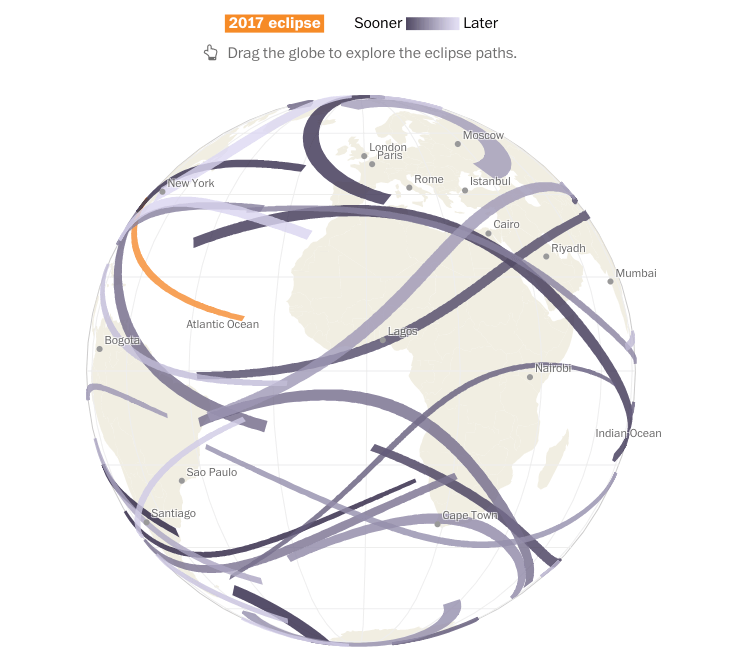 2017 eclipse Sooner Later
Drag the globe to explore the eclipse paths.
Moscow
London
Paris
Rome
Istanbul
New York
Cairo
Riyadh
Mumbai
Atlantic Ocean
Lagos
Bogota
Nairobi
Indian Ocean
Sao Paulo
Santiago
Cape Town